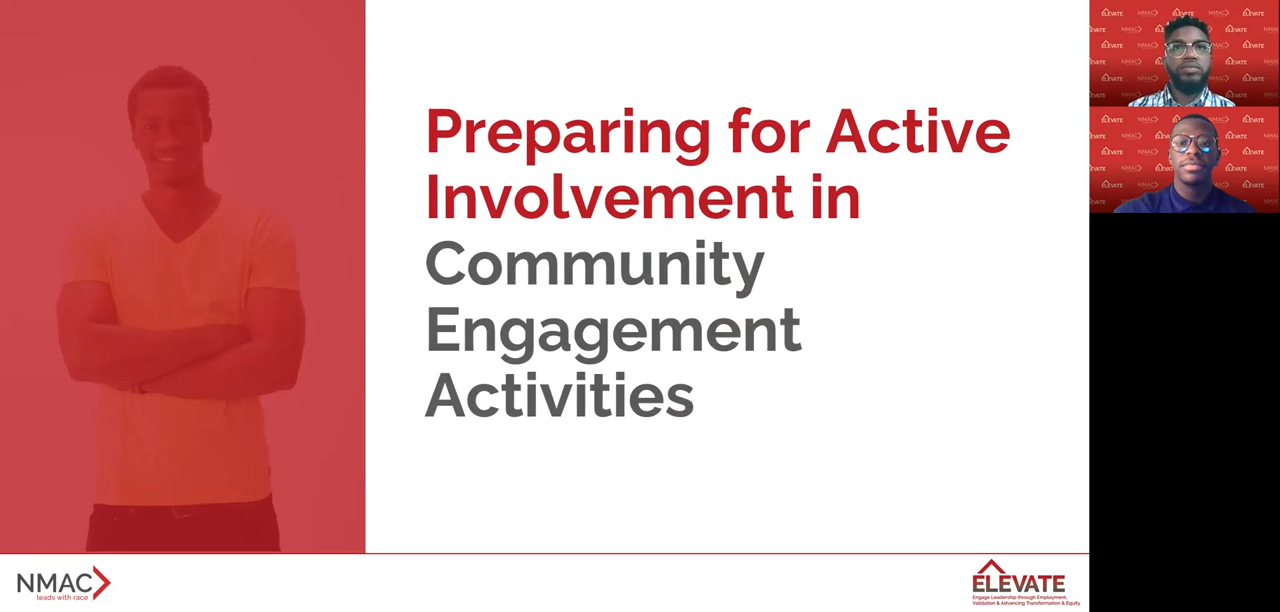 Preparing for Active
Involvement in
Community
Engagement
Activities
NMAC
leads with race
ELEVATE
Engage Leadership through Employment,
Validation & Advancing Transformation & Equity